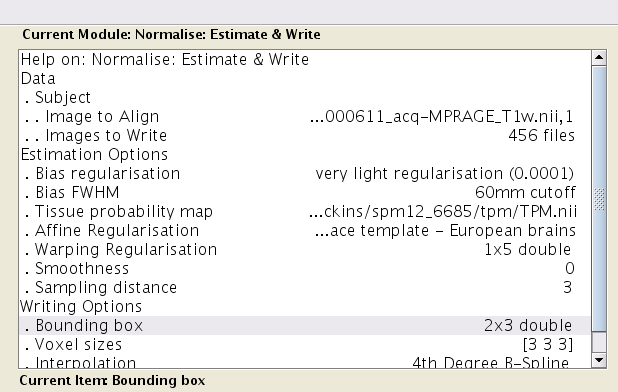 Current Module: Normalise: Estimate & Write
Help on: Normalise: Estimate & Write
Data
. Subject
. . Image to Align ...000611_acq-MPRAGE_T1w.nii,1
. . Images to Write 456 files
Estimation Options
. Bias regularisation very light regularisation (0.0001)
. Bias FWHM 60mm cutoff
. Tissue probability map ...ckins/spm12_6685/tpm/TPM.nii
. Affine Regularisation ...ace template - European brains
. Warping Regularisation 1x5 double
. Smoothness 0
. Sampling distance 3
Writing Options
. Bounding box 2x3 double
. Voxel sizes [3 3 3]
. Interpolation 4th Degree B-Spline
Current Item: Bounding box